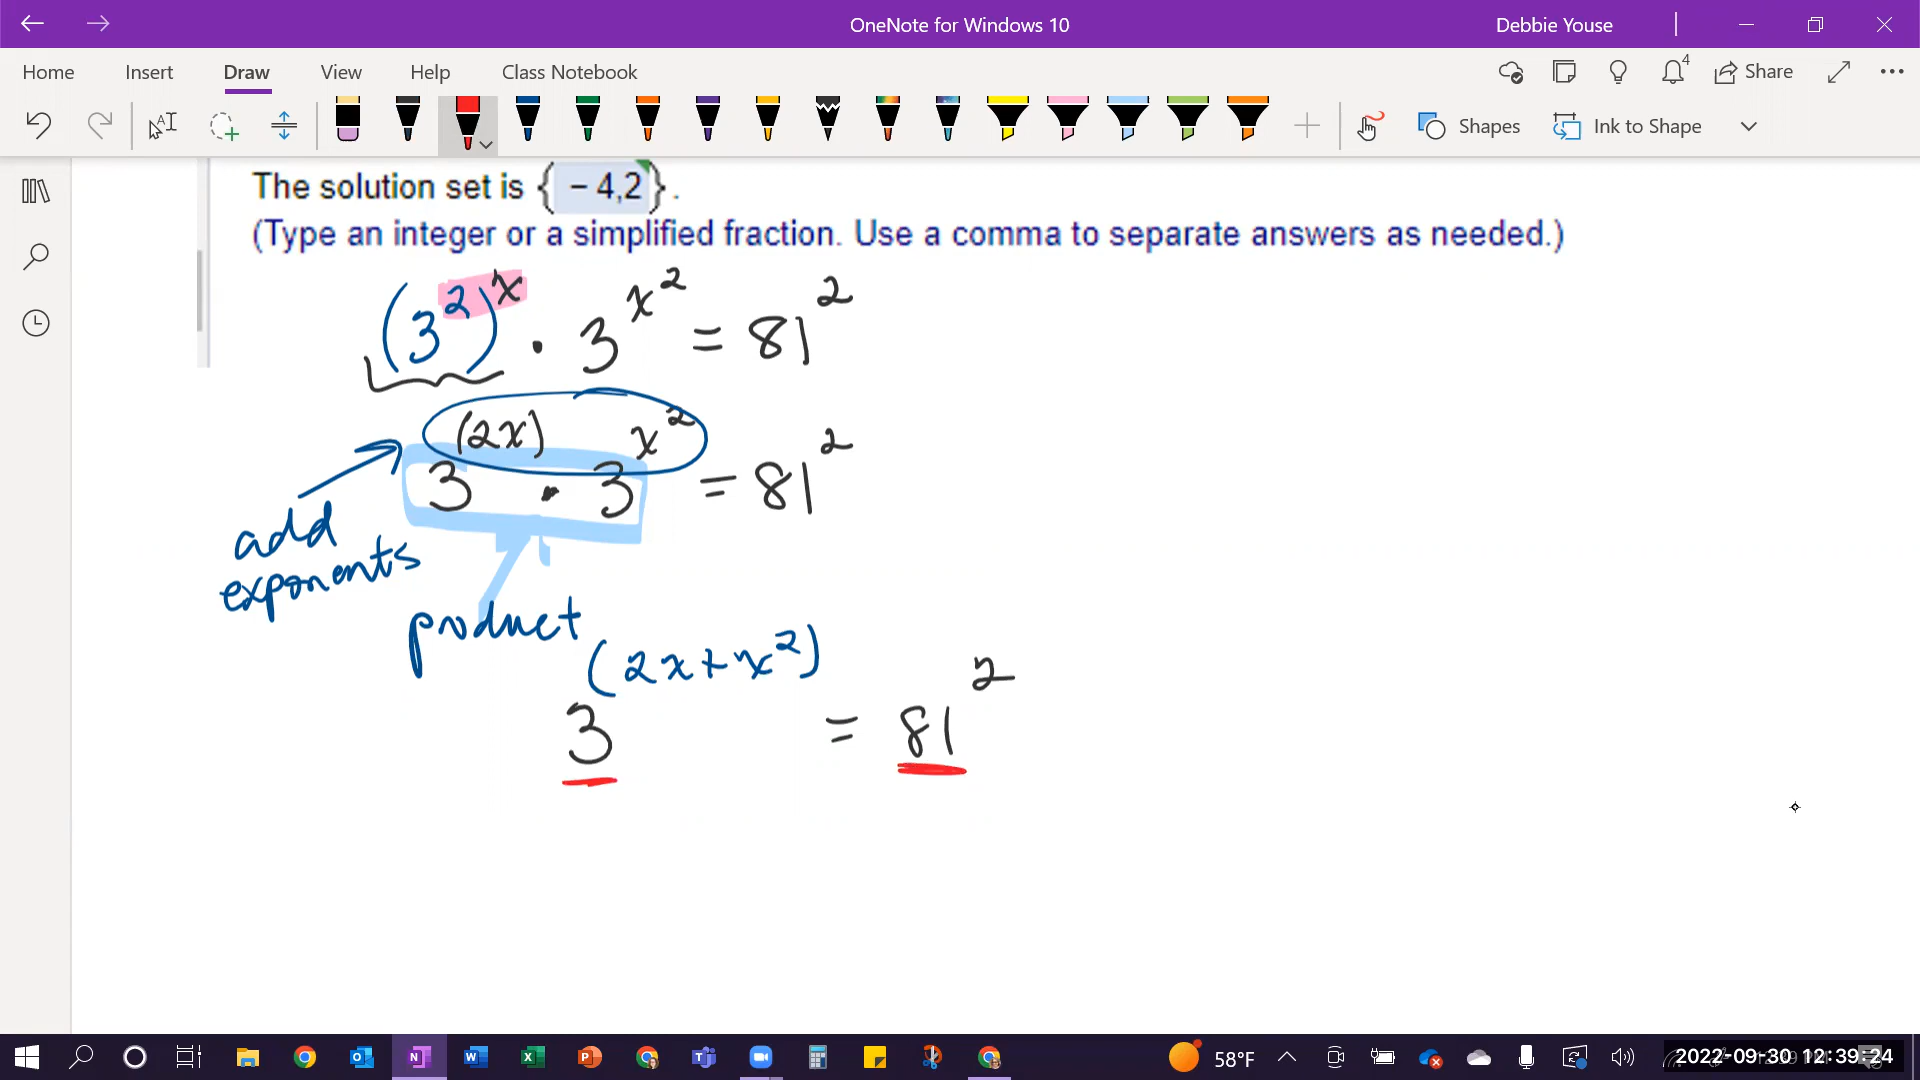 OneNote for Windows 10
Debbie Youse
Home Insert Draw View Help Class Notebook
4
Share
Shapes
Ink to Shape
The solution set is { − 4,2 } .
(Type an integer or a simplified fraction. Use a comma to separate answers as needed.)
(3²)ˣ · 3^x² = 81²
3^(2x) · 3^x² = 81²
add
exponents
product
3^(2x+x²) = 81²
58°F
2022-09-30 12:39:24